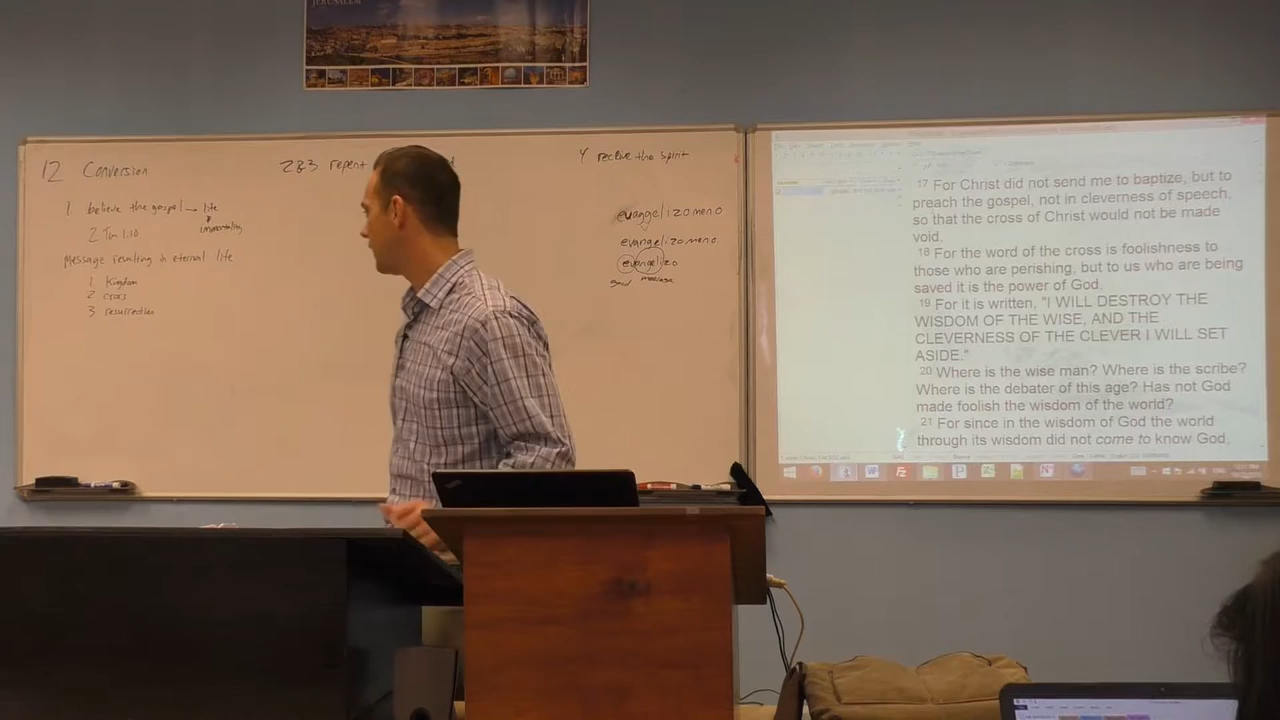 JERUSALEM
12 Conversion
1. believe the gospel → life
immortality
2 Tim 1:10
Message resulting in eternal life
1 Kingdom
2 cross
3 resurrection
2&3 repent
4 receive the spirit
evaggelizomeno
evangelizomeno
evangelizo
good message
17 For Christ did not send me to baptize, but to
preach the gospel, not in cleverness of speech,
so that the cross of Christ would not be made
void.
18 For the word of the cross is foolishness to
those who are perishing, but to us who are being
saved it is the power of God.
19 For it is written, "I WILL DESTROY THE
WISDOM OF THE WISE, AND THE
CLEVERNESS OF THE CLEVER I WILL SET
ASIDE."
20 Where is the wise man? Where is the scribe?
Where is the debater of this age? Has not God
made foolish the wisdom of the world?
21 For since in the wisdom of God the world
through its wisdom did not come to know God,